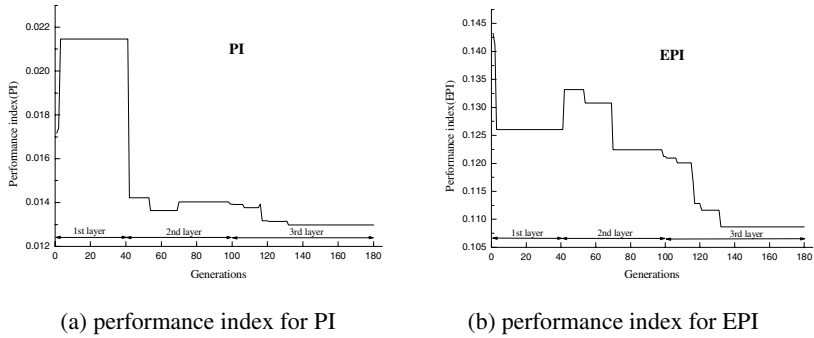 0.022
0.020
0.018
0.016
0.014
0.012
Performance index(PI)
PI
1st layer
2nd layer
3rd layer
0 20 40 60 80 100 120 140 160 180
Generations
(a) performance index for PI
0.145
0.140
0.135
0.130
0.125
0.120
0.115
0.110
0.105
Performance index(EPI)
EPI
1st layer
2nd layer
3rd layer
0 20 40 60 80 100 120 140 160 180
Generations
(b) performance index for EPI